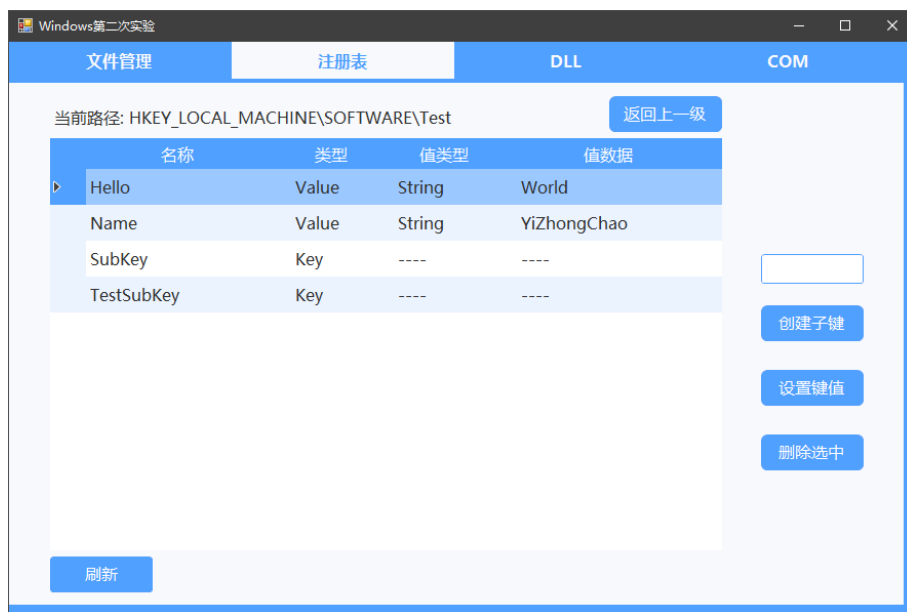 Windows第二次实验
文件管理 注册表 DLL COM
当前路径: HKEY_LOCAL_MACHINE\SOFTWARE\Test 返回上一级
名称 类型 值类型 值数据
Hello Value String World
Name Value String YiZhongChao
SubKey Key ---- ----
TestSubKey Key ---- ----
创建子键
设置键值
删除选中
刷新